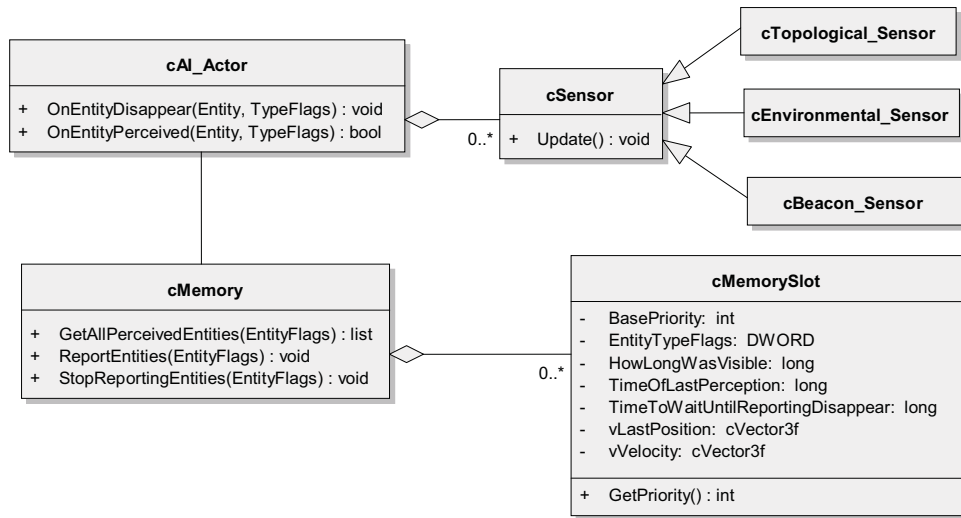 cAI_Actor
+ OnEntityDisappear(Entity, TypeFlags) : void
+ OnEntityPerceived(Entity, TypeFlags) : bool
0..*
cSensor
+ Update() : void
cTopological_Sensor
cEnvironmental_Sensor
cBeacon_Sensor
cMemory
+ GetAllPerceivedEntities(EntityFlags) : list
+ ReportEntities(EntityFlags) : void
+ StopReportingEntities(EntityFlags) : void
0..*
cMemorySlot
- BasePriority: int
- EntityTypeFlags: DWORD
- HowLongWasVisible: long
- TimeOfLastPerception: long
- TimeToWaitUntilReportingDisappear: long
- vLastPosition: cVector3f
- vVelocity: cVector3f
+ GetPriority() : int